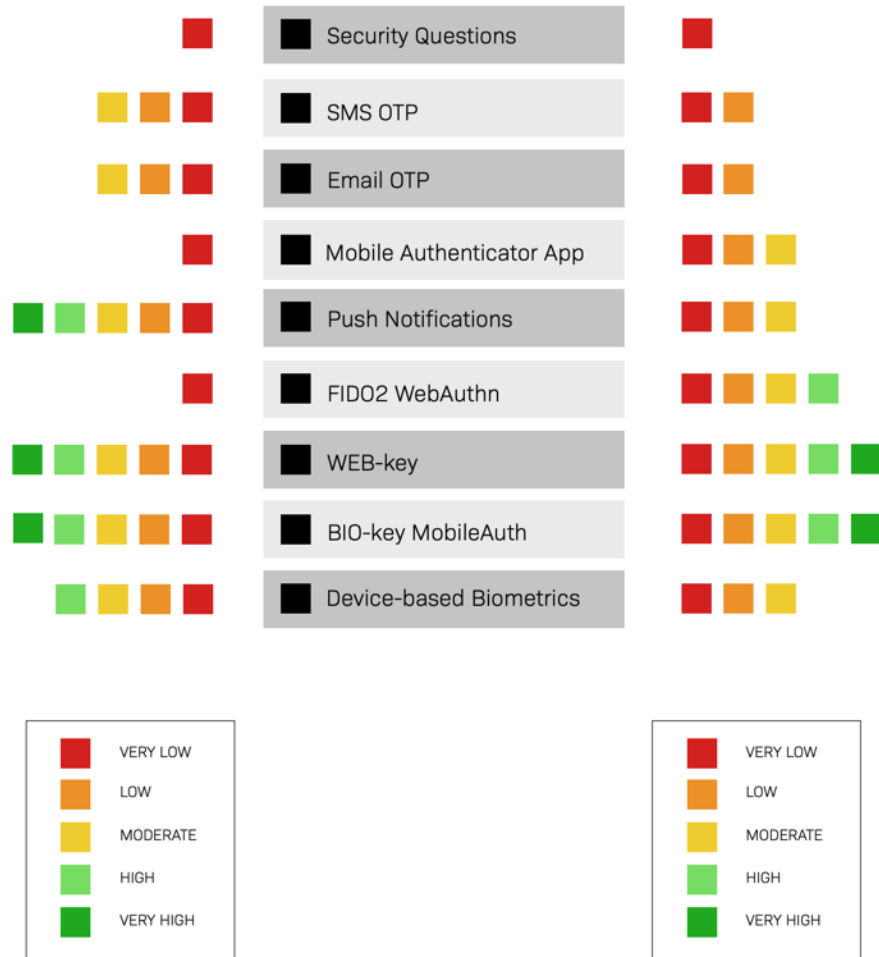 Security Questions
SMS OTP
Email OTP
Mobile Authenticator App
Push Notifications
FIDO2 WebAuthn
WEB-key
BIO-key MobileAuth
Device-based Biometrics
VERY LOW
LOW
MODERATE
HIGH
VERY HIGH
VERY LOW
LOW
MODERATE
HIGH
VERY HIGH